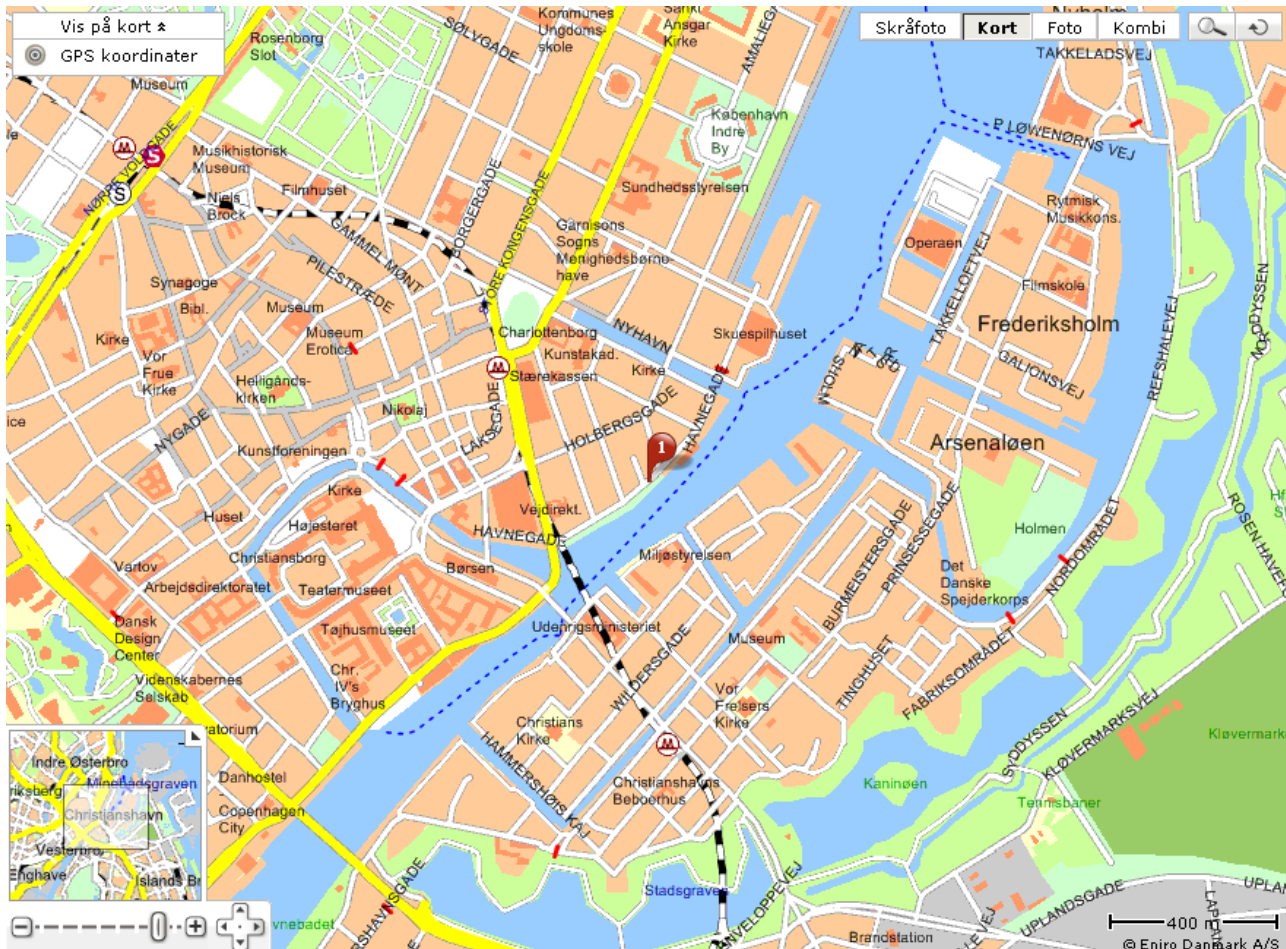 Vis på kort
GPS koordinater
Rosenborg
Slot
SØLVGADE
Kommunes
Ungdoms-
skole
Sankt
Ansgar
Kirke
AMALIEGADE
Skråfoto
Kort
Foto
Kombi
Nyholm
TAKKELADSVEJ
Museum
NØRRE VOLDGADE
S
S
Musikhistorisk
Museum
Filmhuset
Niels
Brock
København
Indre
By
P LØWENØRNS VEJ
Sundhedsstyrelsen
Rytmisk
Musikkons.
GAMMEL MØNT
BORGERGADE
STORE KONGENSGADE
Garnisons
Sogns
Menighedsbørne-
have
Operaen
TAKKELLOFTVEJ
Filmskole
PILESTRÆDE
Synagoge
Bibl.
Museum
Museum
Erotica
Charlottenborg
NYHAVN
Skuespilhuset
Frederiksholm
REFSHALEVEJ
Kirke
Vor
Frue
Kirke
Kunstakad.
Kirke
Stærekassen
GALIONSVEJ
Helligånds-
kirken
Nikolaj
NYGADE
LAKSEGADE
HOLBERGSGADE
HAVNEGADE
1
Arsenaløen
Kunstforeningen
Kirke
Vejdirekt.
HAVNEGADE
Huset
Højesteret
Holmen
Christiansborg
Børsen
Miljøstyrelsen
BURMEISTERSGADE
PRINSESSEGADE
Det
Danske
Spejderkorps
NORDOMRÅDET
Vartov
Arbejdsdirektoratet
Teatermuseet
Dansk
Design
Center
Tøjhusmuseet
Udenrigsministeriet
Museum
WILDERSGADE
TINGHUSET
FABRIKSOMRÅDET
Videnskabernes
Selskab
Chr.
IV's
Bryghus
Vor
Frelsers
Kirke
Christians
Kirke
SYDDYSSEN
KLØVERMARKSVEJ
HAMMERSHØIS KAJ
Danhostel
Copenhagen
City
Christianshavns
Beboerhus
Kaninøen
Tennisbaner
Indre Østerbro
Christianshavn
Vesterbro
Enghave
Stadsgraven
UPLANDSGADE
Brandstation
400 m
© Eniro Danmark A/S